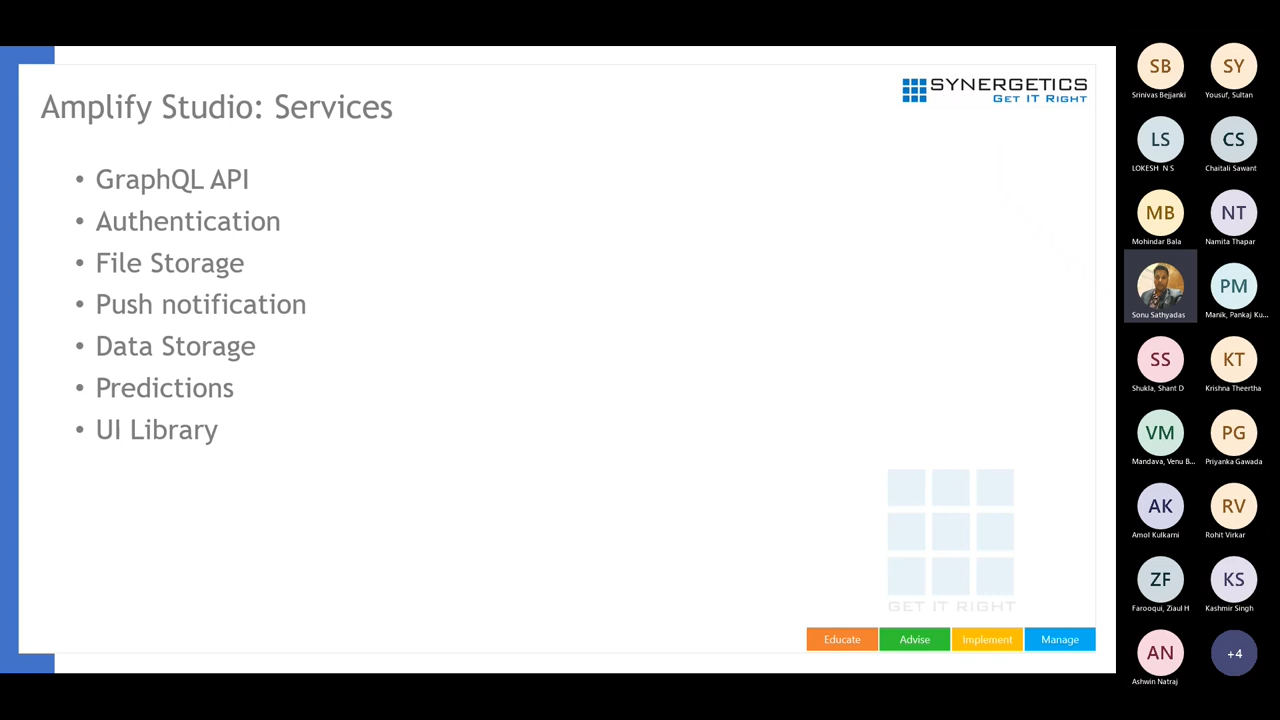 Amplify Studio: Services
SYNERGETICS
GET IT RIGHT
• GraphQL API
• Authentication
• File Storage
• Push notification
• Data Storage
• Predictions
• UI Library
GET IT RIGHT
Educate
Advise
Implement
Manage
SB
Srinivas Bejjanki
SY
Yousuf, Sultan
LS
LOKESH N S
CS
Chaitali Sawant
MB
Mohindar Bala
NT
Namita Thapar
Sonu Sathyadas
PM
Manik, Pankaj Ku...
SS
Shukla, Shant D
KT
Krishna Theertha
VM
Mandava, Venu B...
PG
Priyanka Gawada
AK
Amol Kulkarni
RV
Rohit Virkar
ZF
Farooqui, Ziaul H
KS
Kashmir Singh
AN
Ashwin Natraj
+4